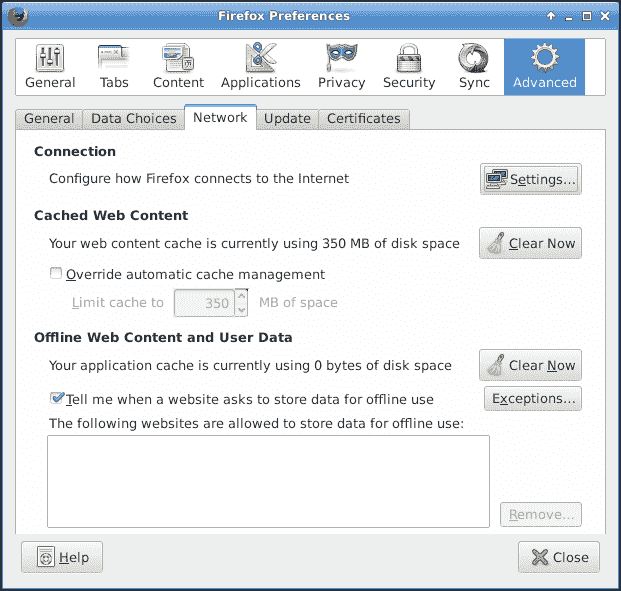 Firefox Preferences
General Tabs Content Applications Privacy Security Sync Advanced
General Data Choices Network Update Certificates
Connection
Configure how Firefox connects to the Internet Settings...
Cached Web Content
Your web content cache is currently using 350 MB of disk space Clear Now
Override automatic cache management
Limit cache to 350 MB of space
Offline Web Content and User Data
Your application cache is currently using 0 bytes of disk space Clear Now
Tell me when a website asks to store data for offline use Exceptions...
The following websites are allowed to store data for offline use:
Remove...
Help Close